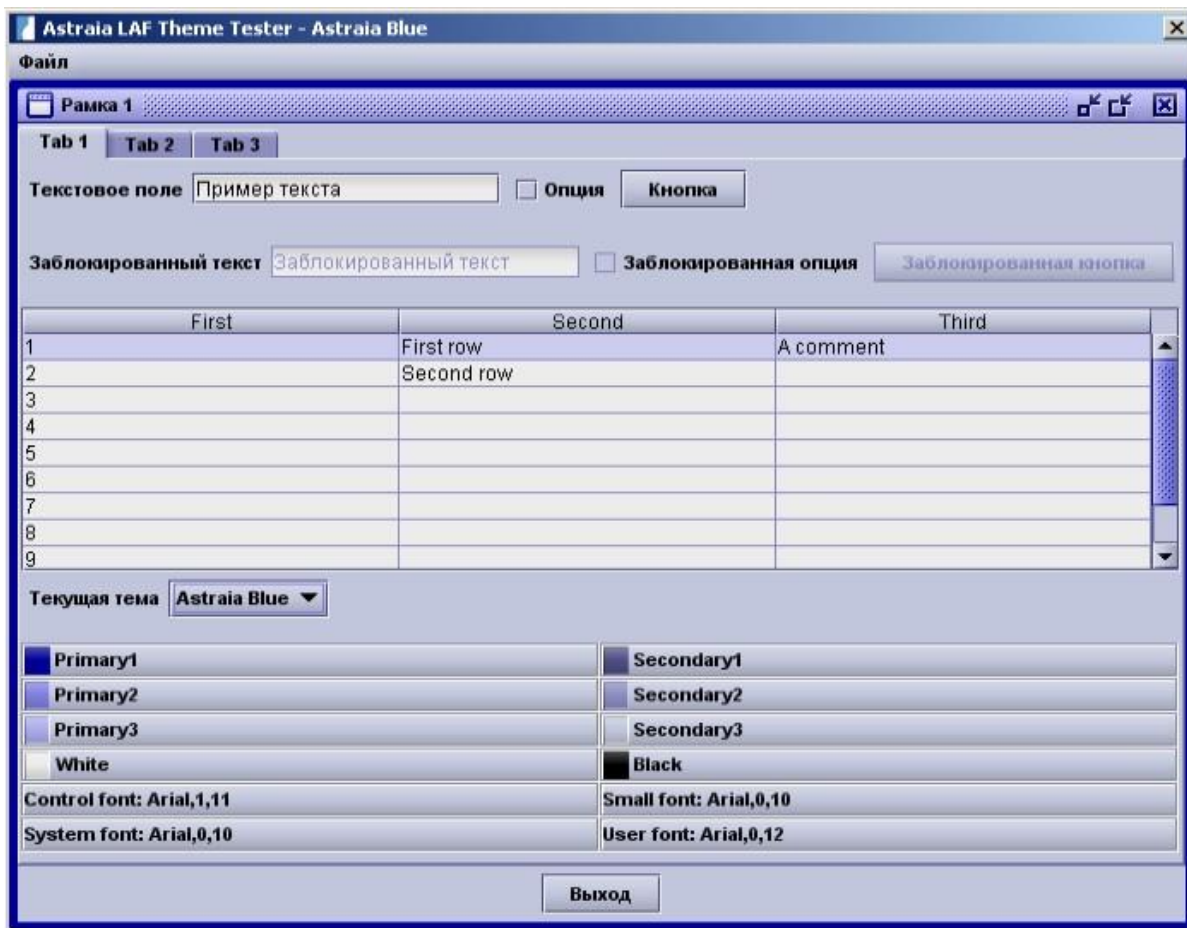 Astraia LAF Theme Tester - Astraia Blue
Файл
Рамка 1
Tab 1 Tab 2 Tab 3
Текстовое поле Пример текста Опция Кнопка
Заблокированный текст Заблокированный текст Заблокированная опция Заблокированная кнопка
First Second Third
1 First row A comment
2 Second row
3
4
5
6
7
8
9
Текущая тема Astraia Blue
Primary1 Secondary1
Primary2 Secondary2
Primary3 Secondary3
White Black
Control font: Arial,1,11 Small font: Arial,0,10
System font: Arial,0,10 User font: Arial,0,12
Выход